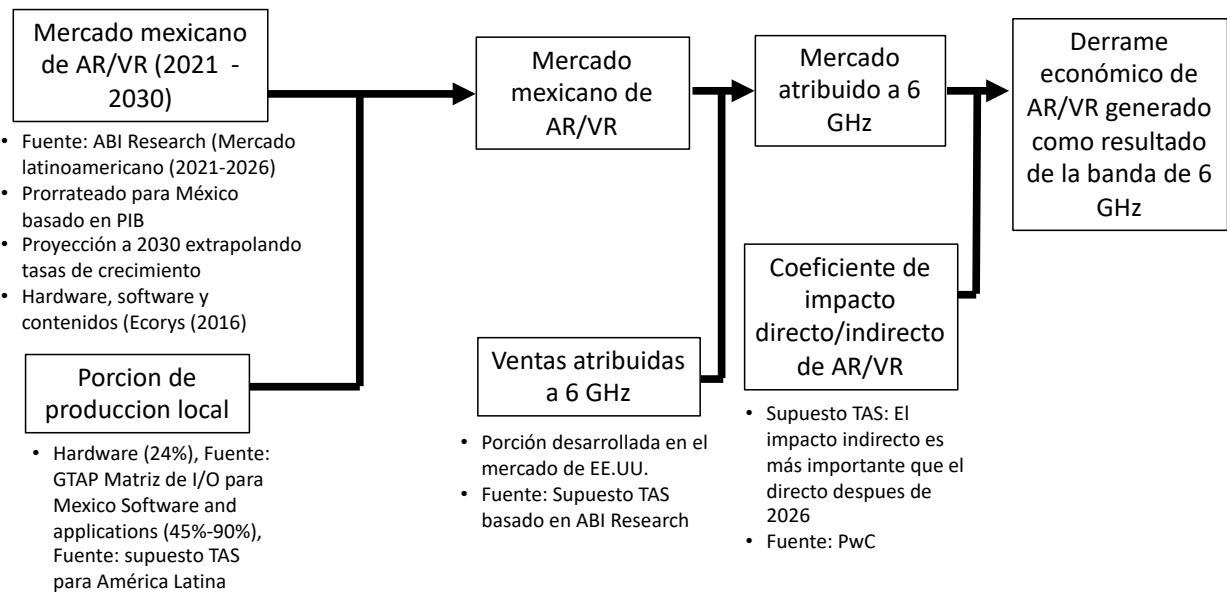 Mercado mexicano
de AR/VR (2021 -
2030)
• Fuente: ABI Research (Mercado
latinoamericano (2021-2026)
• Prorrateado para México
basado en PIB
• Proyección a 2030 extrapolando
tasas de crecimiento
• Hardware, software y
contenidos (Ecorys (2016)
Porcion de
produccion local
• Hardware (24%), Fuente:
GTAP Matriz de I/O para
Mexico Software and
applications (45%-90%),
Fuente: supuesto TAS
para América Latina
Mercado
mexicano de
AR/VR
Ventas atribuidas
a 6 GHz
• Porción desarrollada en el
mercado de EE.UU.
• Fuente: Supuesto TAS
basado en ABI Research
Mercado
atribuido a 6
GHz
Coeficiente de
impacto
directo/indirecto
de AR/VR
• Supuesto TAS: El
impacto indirecto es
más importante que el
directo despues de
2026
• Fuente: PwC
Derrame
económico de
AR/VR generado
como resultado
de la banda de 6
GHz